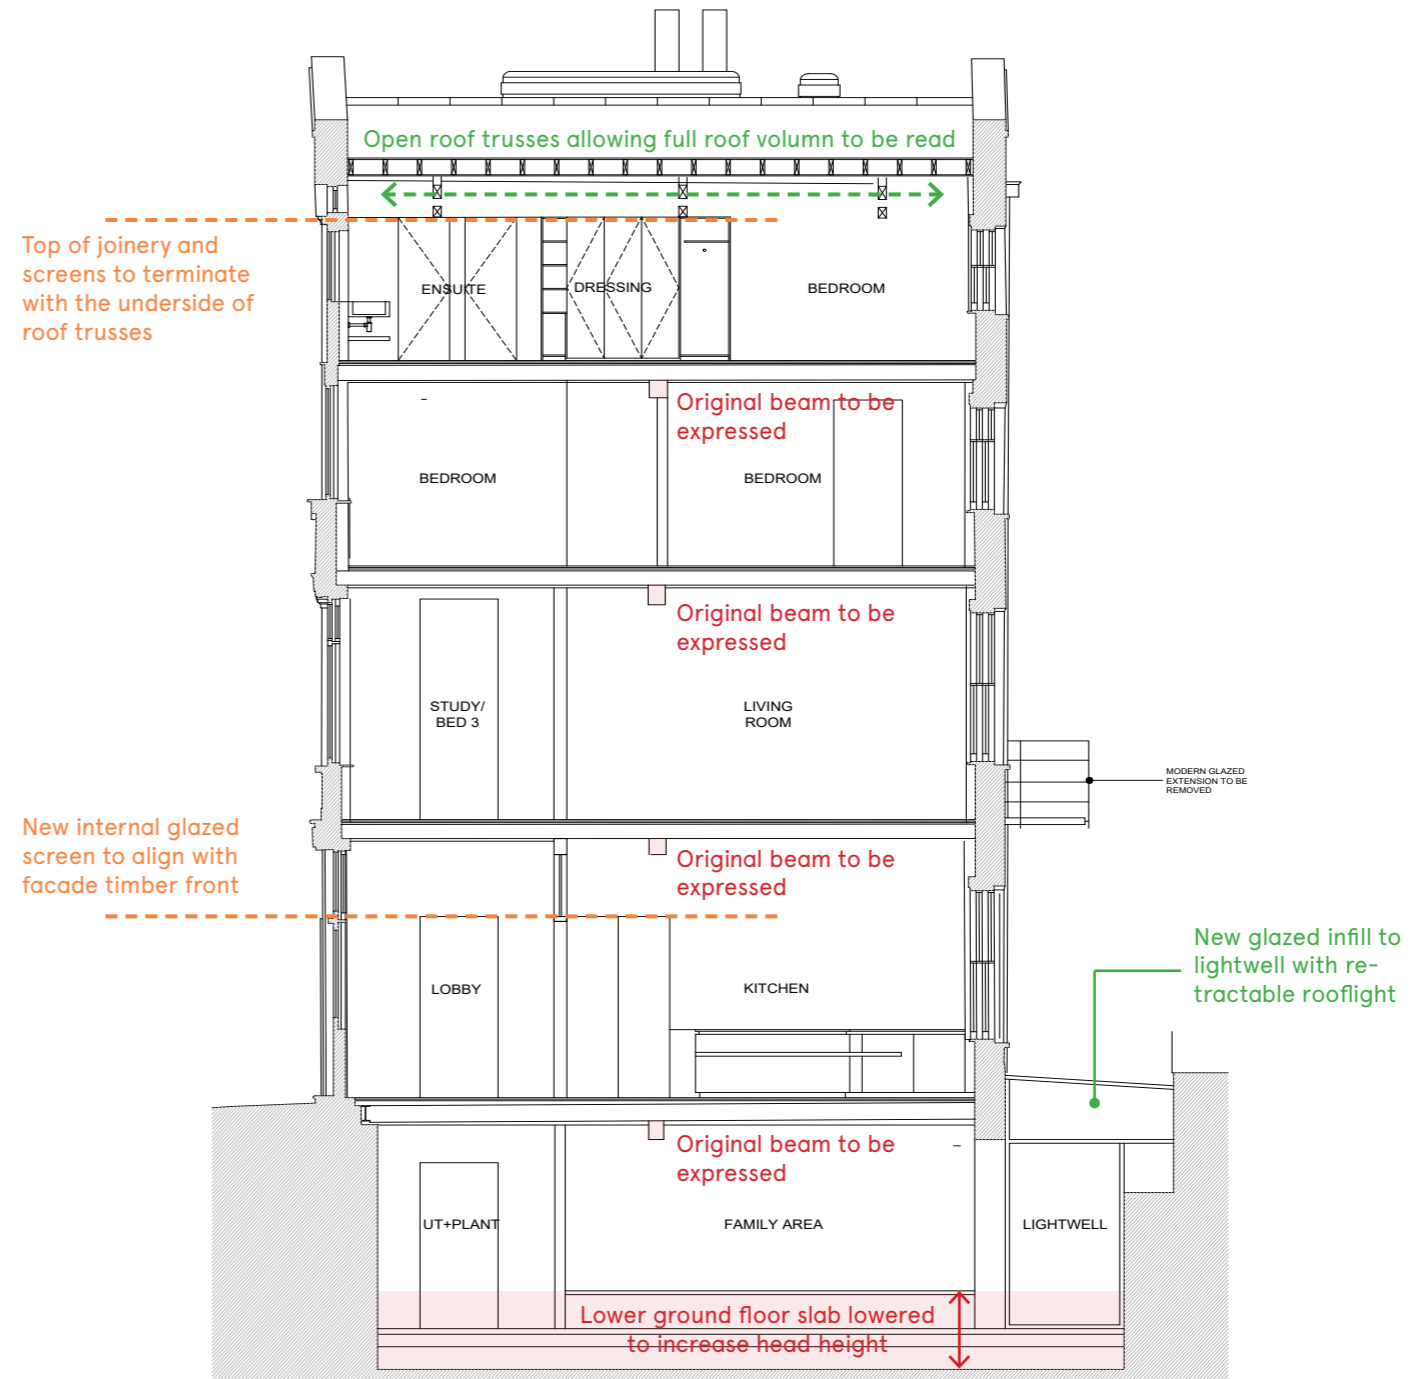 Open roof trusses allowing full roof volumn to be read
Top of joinery and
screens to terminate
with the underside of
roof trusses
ENSUITE
DRESSING
BEDROOM
Original beam to be
expressed
BEDROOM
BEDROOM
Original beam to be
expressed
STUDY/
BED 3
LIVING
ROOM
MODERN GLAZED
EXTENSION TO BE
REMOVED
New internal glazed
screen to align with
facade timber front
Original beam to be
expressed
LOBBY
KITCHEN
New glazed infill to
lightwell with re-
tractable rooflight
Original beam to be
expressed
UT+PLANT
FAMILY AREA
LIGHTWELL
Lower ground floor slab lowered
to increase head height